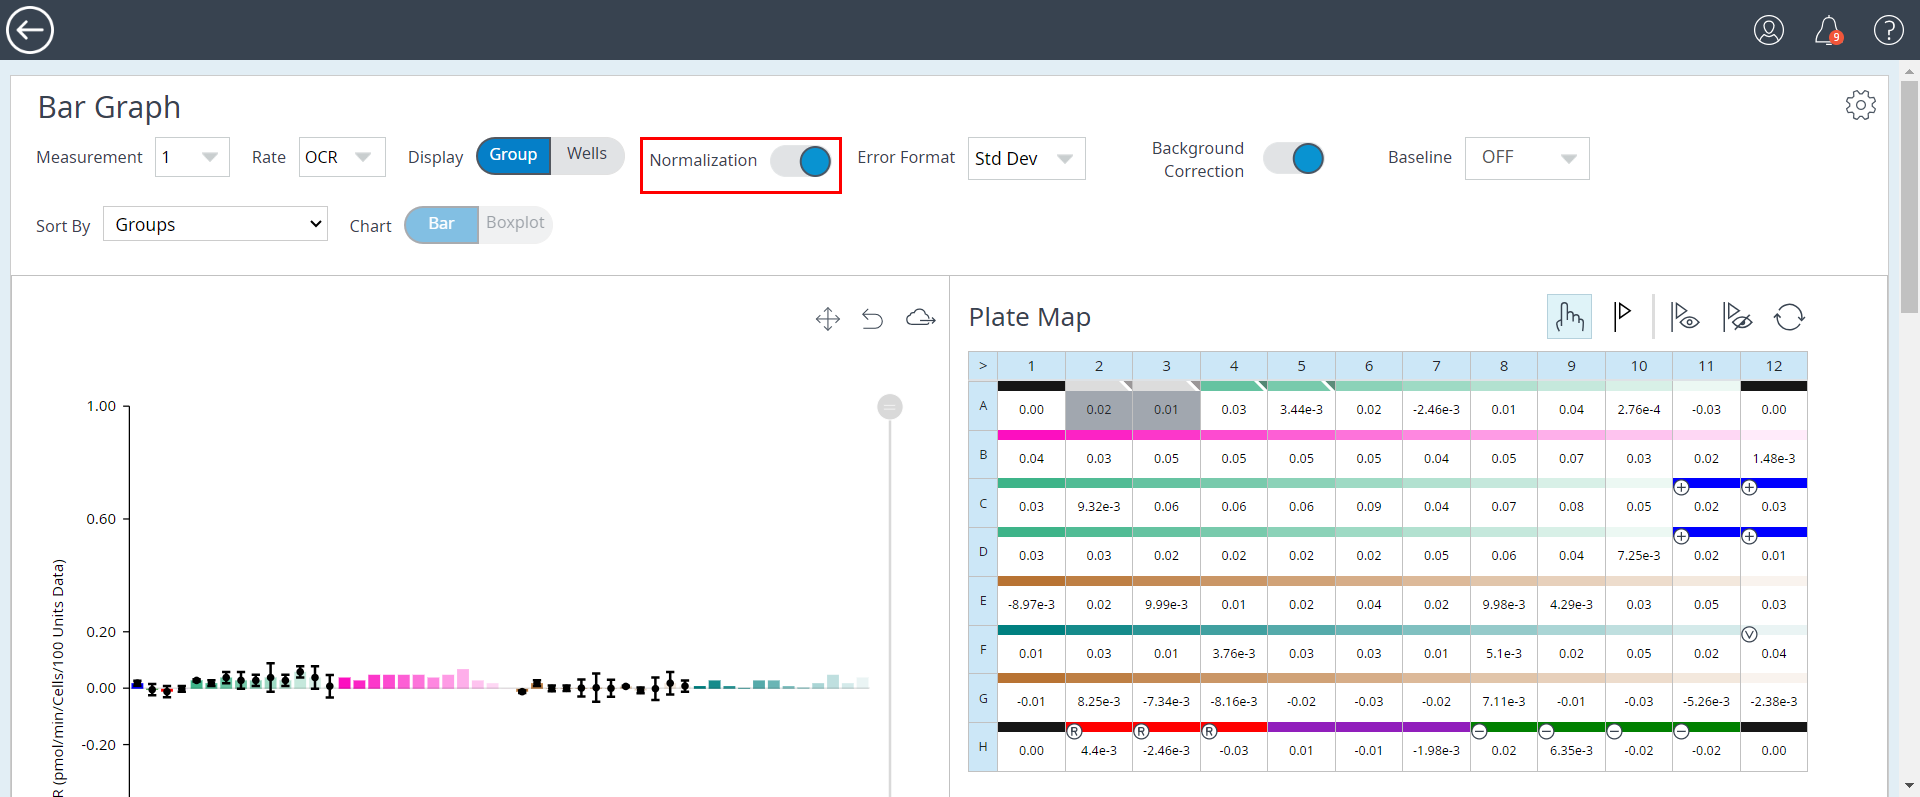 9
Bar Graph
Measurement 1 Rate OCR Display Group Wells Normalization Error Format Std Dev Background Correction Baseline OFF
Sort By Groups Chart Bar Boxplot
1.00
0.60
0.20
0.00
-0.20
R (pmol/min/Cells/100 Units Data)
Plate Map
> 1 2 3 4 5 6 7 8 9 10 11 12
A 0.00 0.02 0.01 0.03 3.44e-3 0.02 -2.46e-3 0.01 0.04 2.76e-4 -0.03 0.00
B 0.04 0.03 0.05 0.05 0.05 0.05 0.04 0.05 0.07 0.03 0.02 1.48e-3
C 0.03 9.32e-3 0.06 0.06 0.06 0.09 0.04 0.07 0.08 0.05 0.02 0.03
D 0.03 0.03 0.02 0.02 0.02 0.02 0.05 0.06 0.04 7.25e-3 0.02 0.01
E -8.97e-3 0.02 9.99e-3 0.01 0.02 0.04 0.02 9.98e-3 4.29e-3 0.03 0.05 0.03
V
F 0.01 0.03 0.01 3.76e-3 0.03 0.03 0.01 5.1e-3 0.02 0.05 0.02 0.04
G -0.01 8.25e-3 -7.34e-3 -8.16e-3 -0.02 -0.03 -0.02 7.11e-3 -0.01 -0.03 -5.26e-3 -2.38e-3
R R R
H 0.00 4.4e-3 -2.46e-3 -0.03 0.01 -0.01 -1.98e-3 0.02 6.35e-3 -0.02 -0.02 0.00